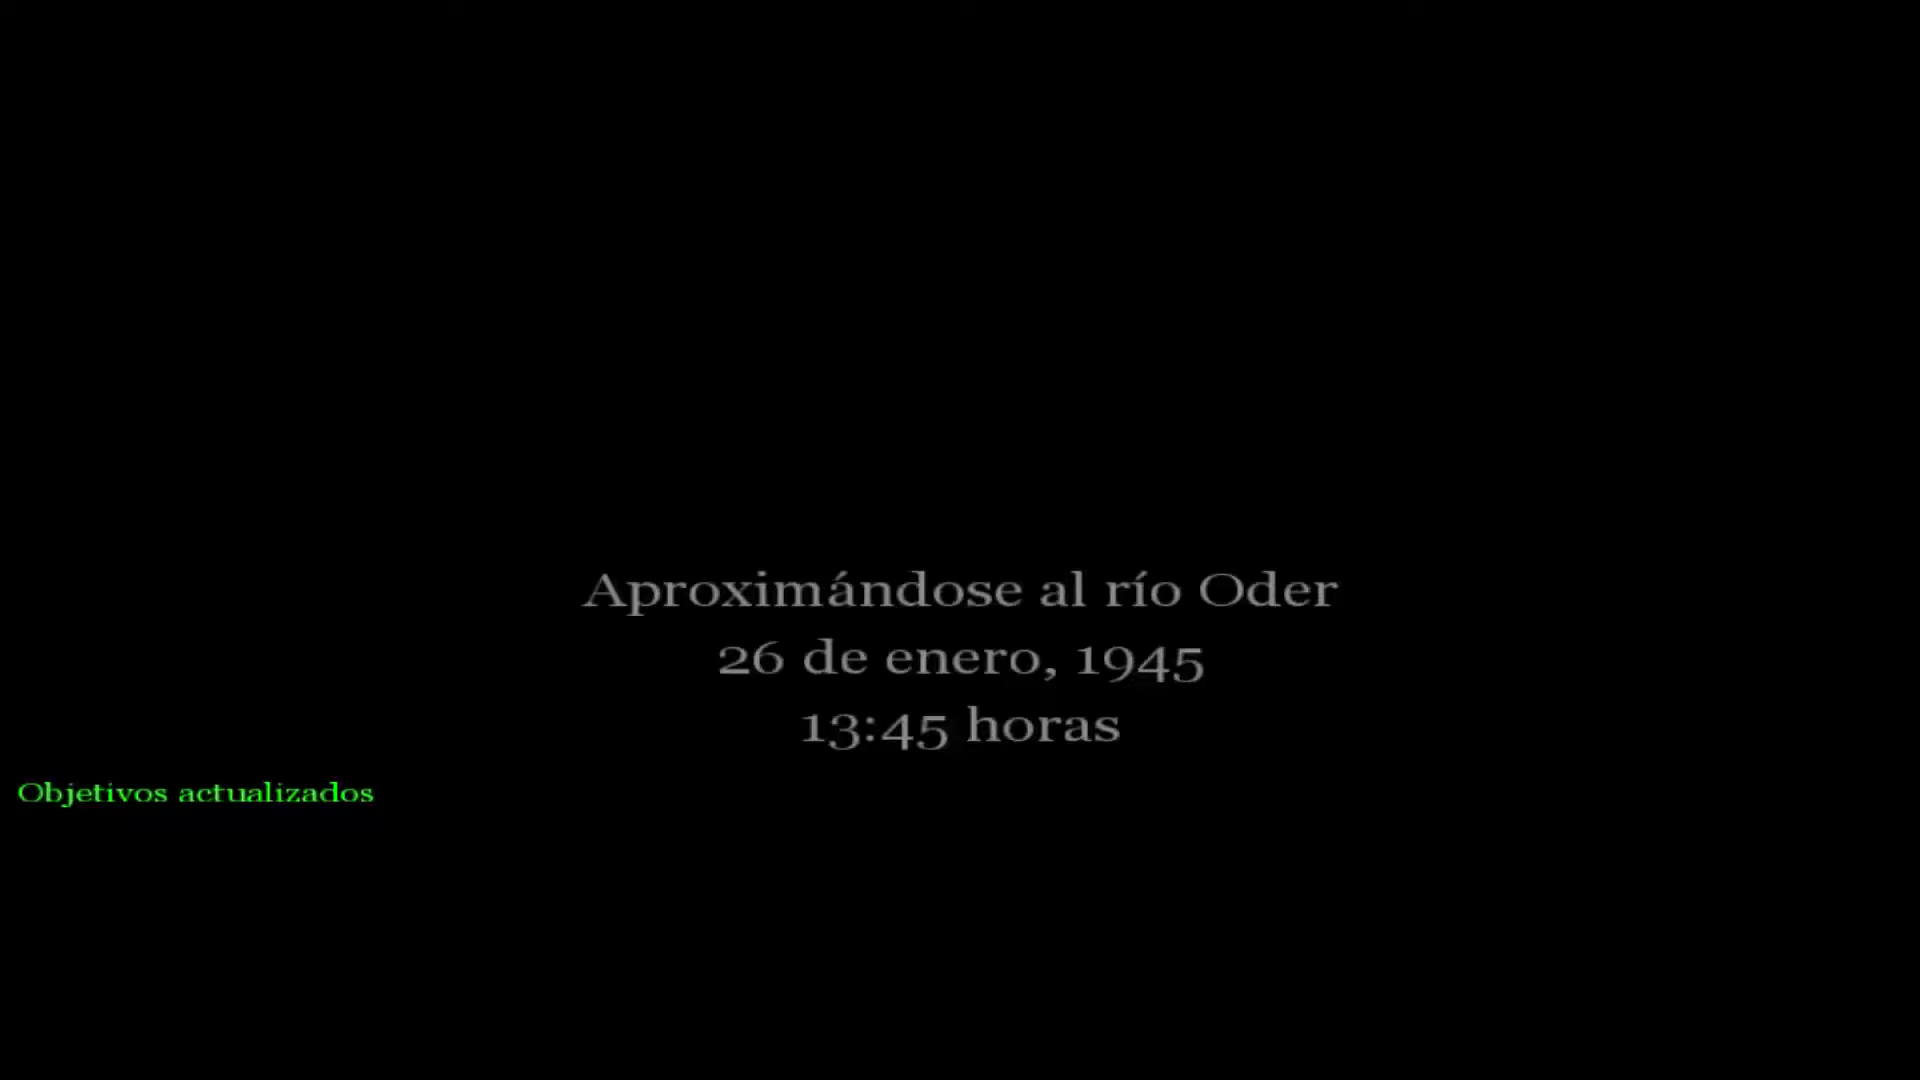 Aproximándose al río Oder
26 de enero, 1945
13:45 horas
Objetivos actualizados